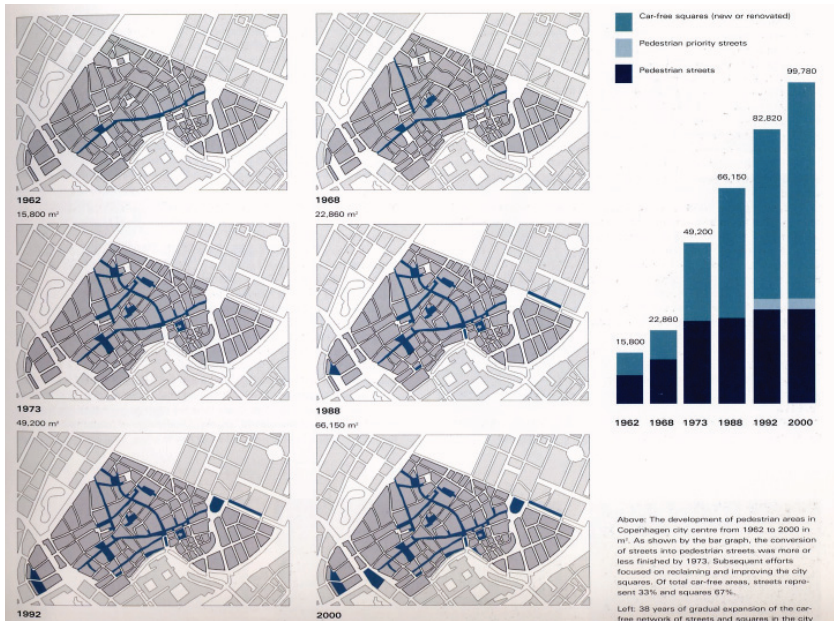 1962
15,800 m²
1968
22,860 m²
1973
49,200 m²
1988
66,150 m²
1992
2000
Car-free squares (new or renovated)
Pedestrian priority streets
Pedestrian streets
99,780
82,820
66,150
49,200
22,860
15,800
1962 1968 1973 1988 1992 2000
Above: The development of pedestrian areas in
Copenhagen city centre from 1962 to 2000 in
m². As shown by the bar graph, the conversion
of streets into pedestrian streets was more or
less finished by 1973. Subsequent efforts
focused on reclaiming and improving the city
squares. Of total car-free areas, streets repre-
sent 33% and squares 67%.
Left: 38 years of gradual expansion of the car-
free network of streets and squares in the city